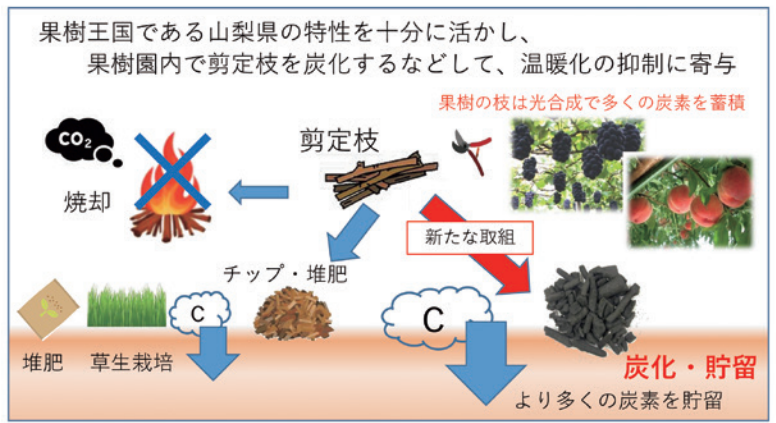 果樹王国である山梨県の特性を十分に活かし、
果樹園内で剪定枝を炭化するなどして、温暖化の抑制に寄与
果樹の枝は光合成で多くの炭素を蓄積
CO₂
剪定枝
焼却
新たな取組
チップ・堆肥
C
C
堆肥
草生栽培
炭化・貯留
より多くの炭素を貯留